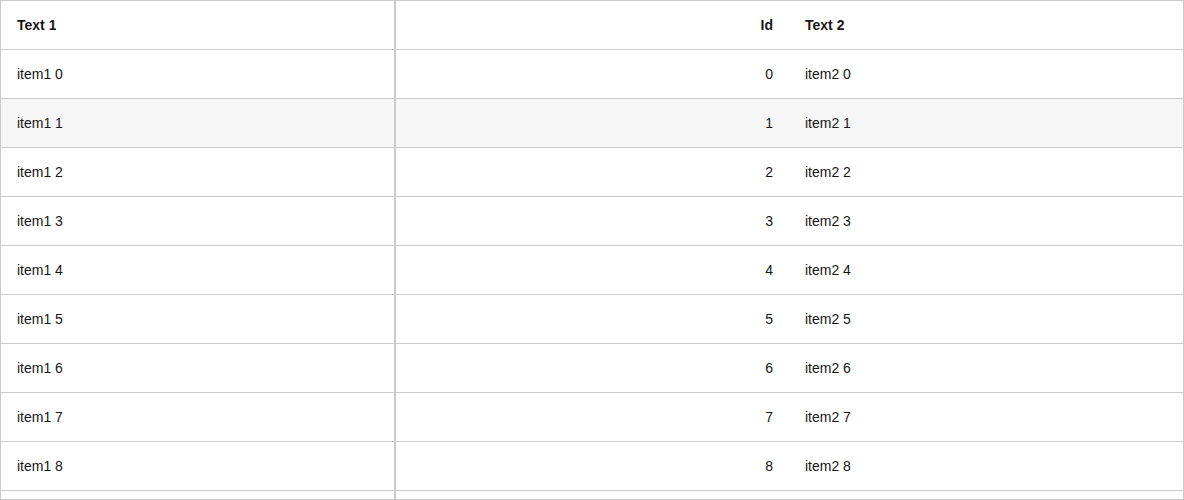 Text 1 Id Text 2
item1 0 0 item2 0
item1 1 1 item2 1
item1 2 2 item2 2
item1 3 3 item2 3
item1 4 4 item2 4
item1 5 5 item2 5
item1 6 6 item2 6
item1 7 7 item2 7
item1 8 8 item2 8